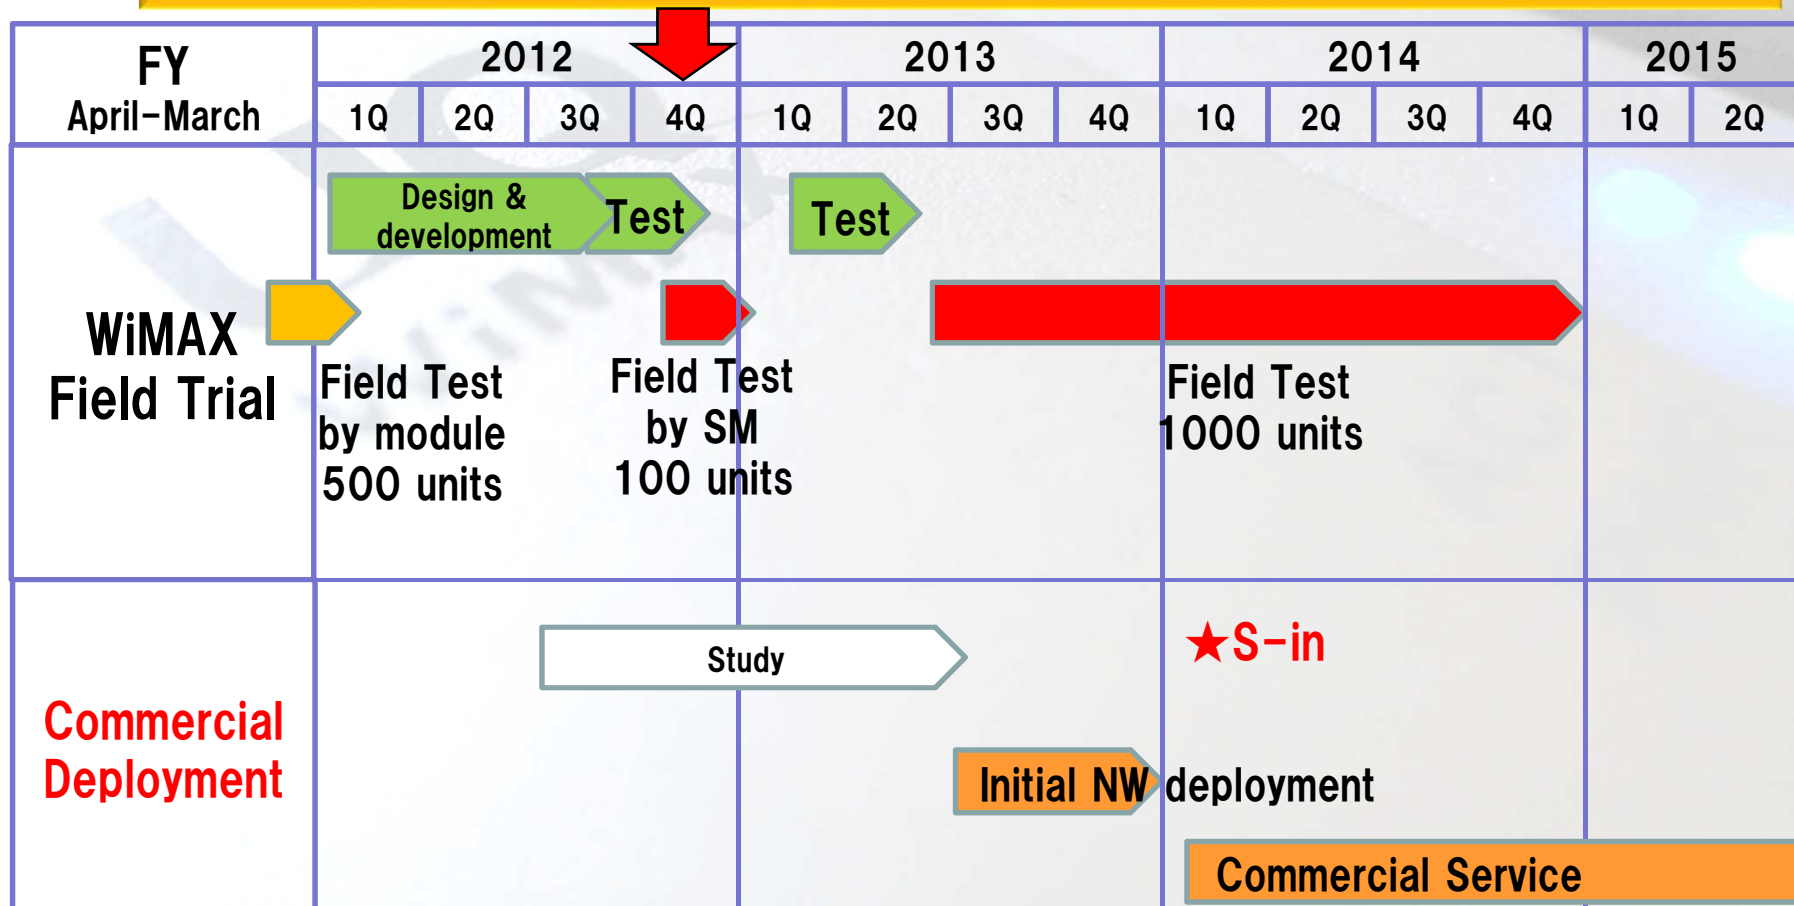 FY
April-March
2012
2013
2014
2015
1Q
2Q
3Q
4Q
1Q
2Q
3Q
4Q
1Q
2Q
3Q
4Q
1Q
2Q
WiMAX
Field Trial
Design &
development
Test
Test
Field Test
by module
500 units
Field Test
by SM
100 units
Field Test
1000 units
Commercial
Deployment
Study
★S-in
Initial NW deployment
Commercial Service
UQ
WiMAX